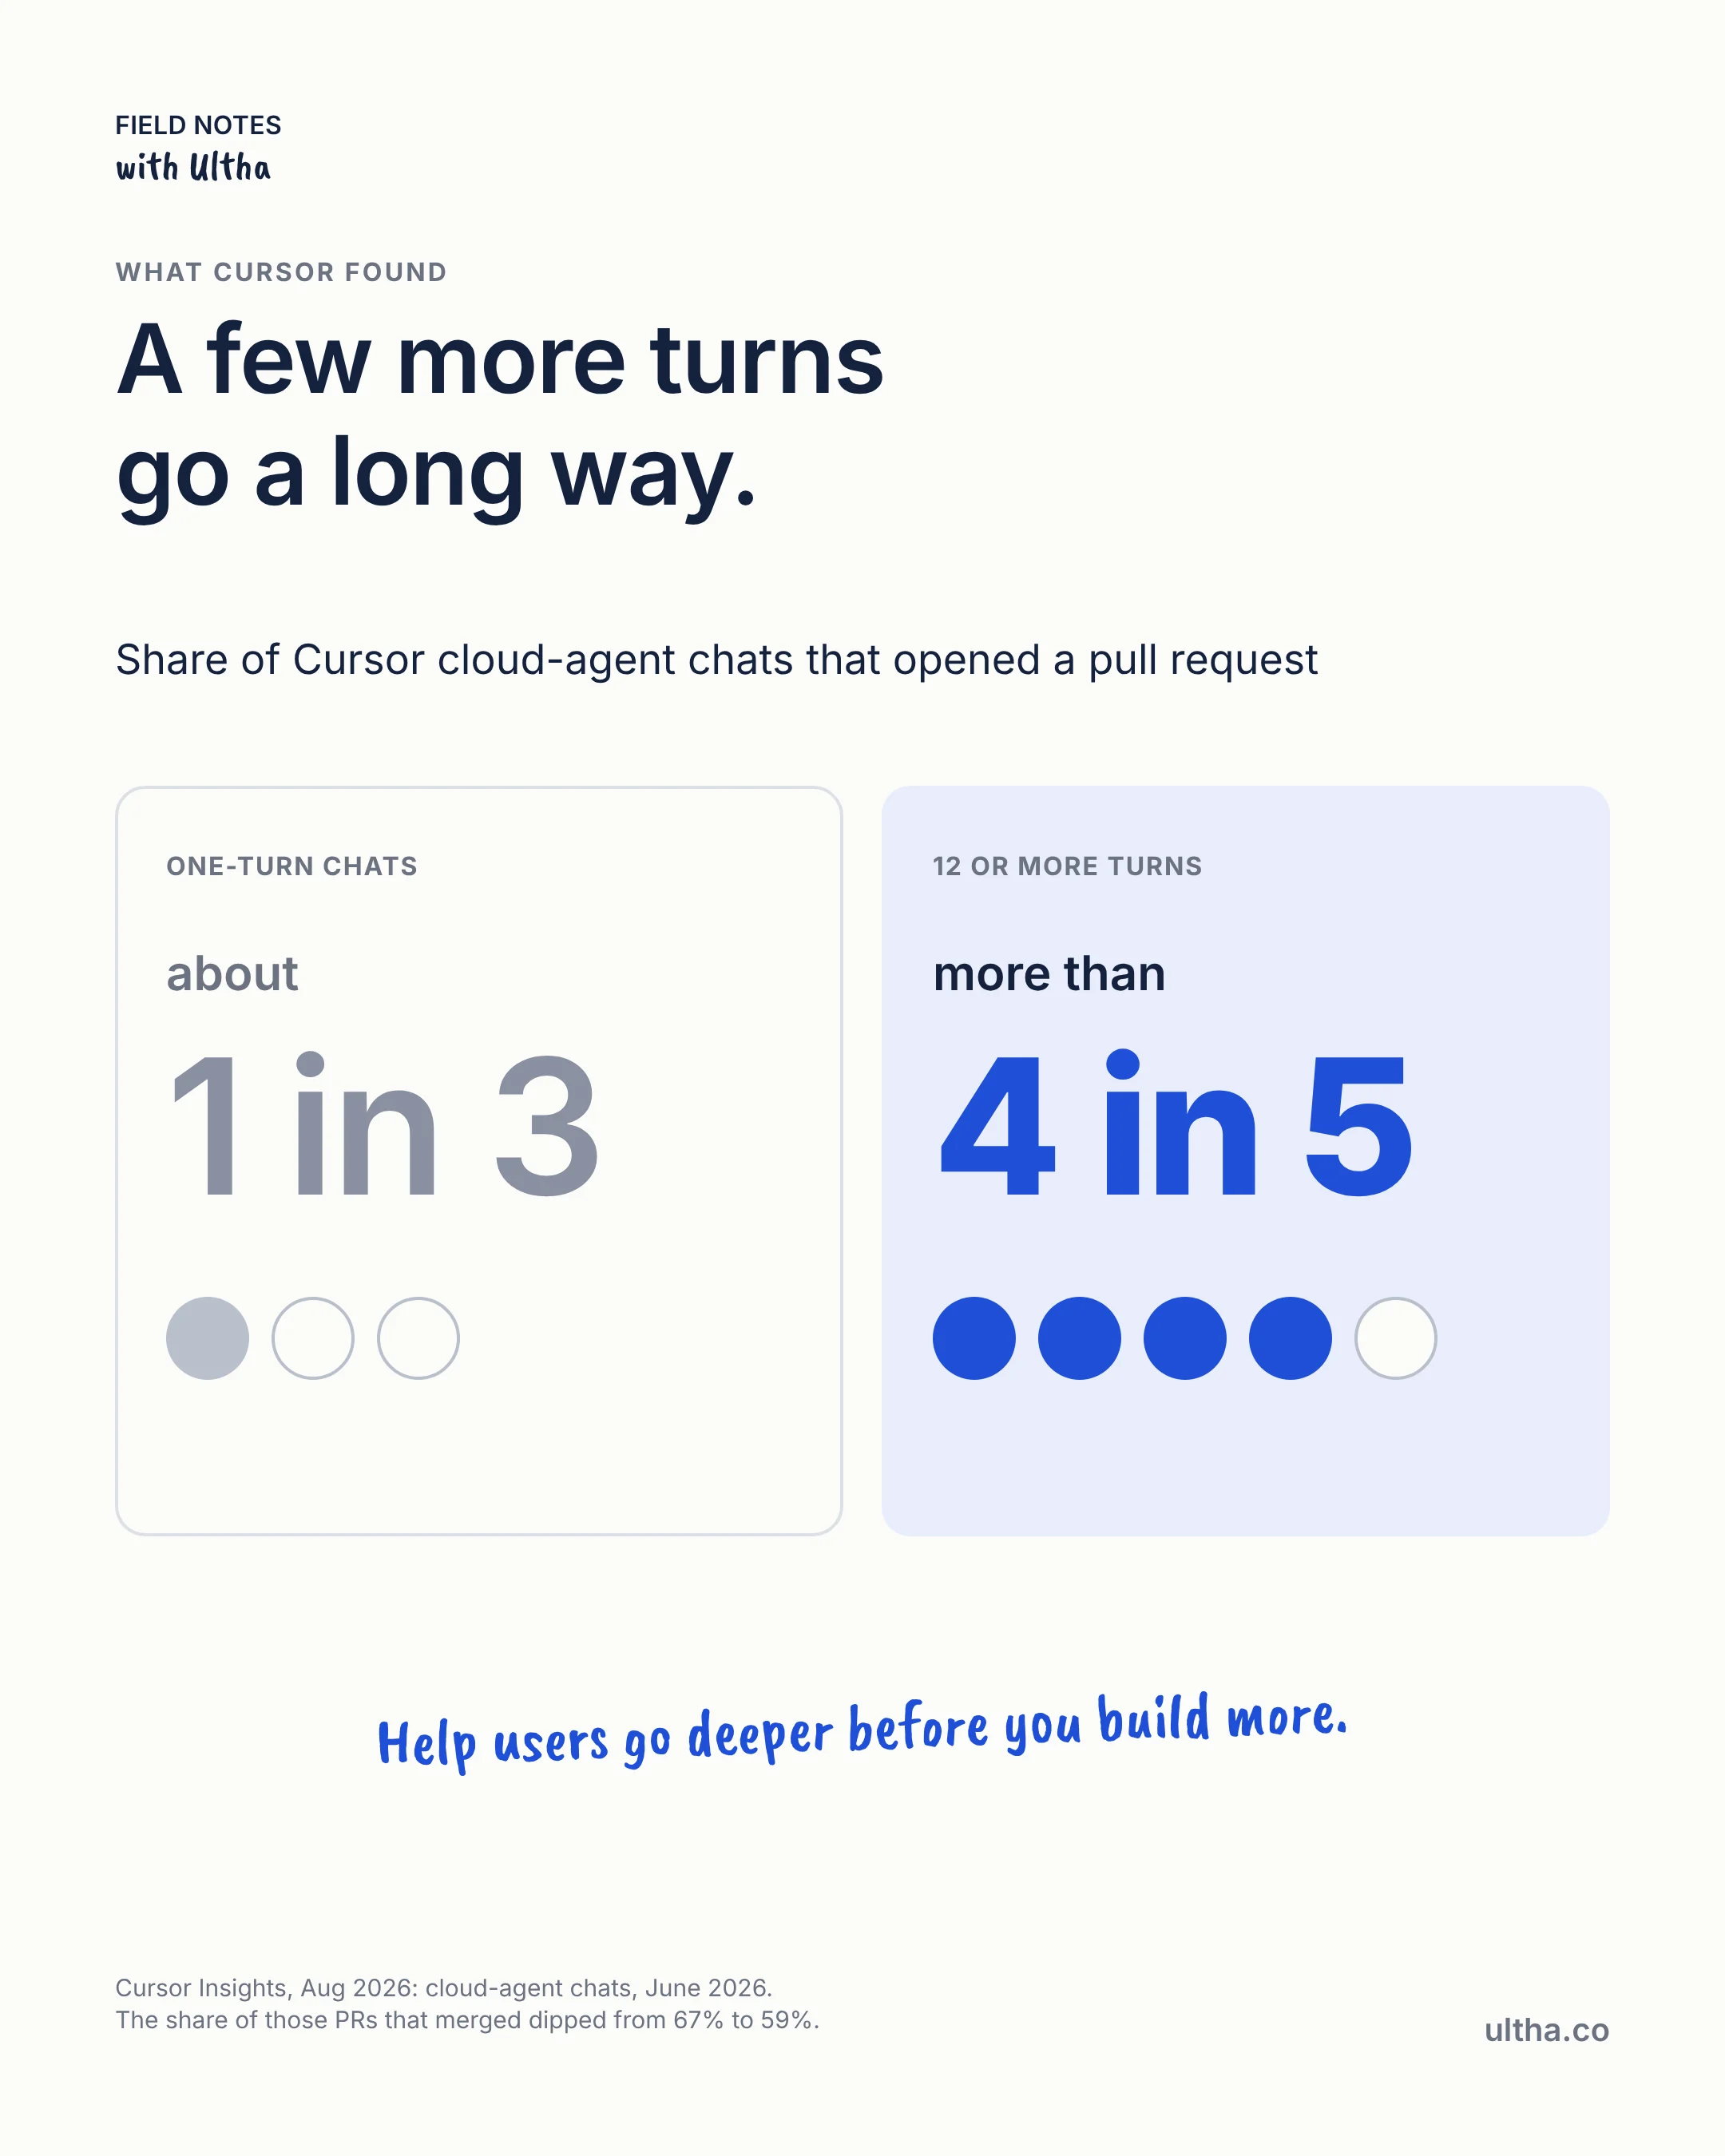 FIELD NOTES
with Ultha
WHAT CURSOR FOUND
A few more turns
go a long way.
Share of Cursor cloud-agent chats that opened a pull request
ONE-TURN CHATS
about
1 in 3
12 OR MORE TURNS
more than
4 in 5
Help users go deeper before you build more.
Cursor Insights, Aug 2026: cloud-agent chats, June 2026.
The share of those PRs that merged dipped from 67% to 59%.
ultha.co